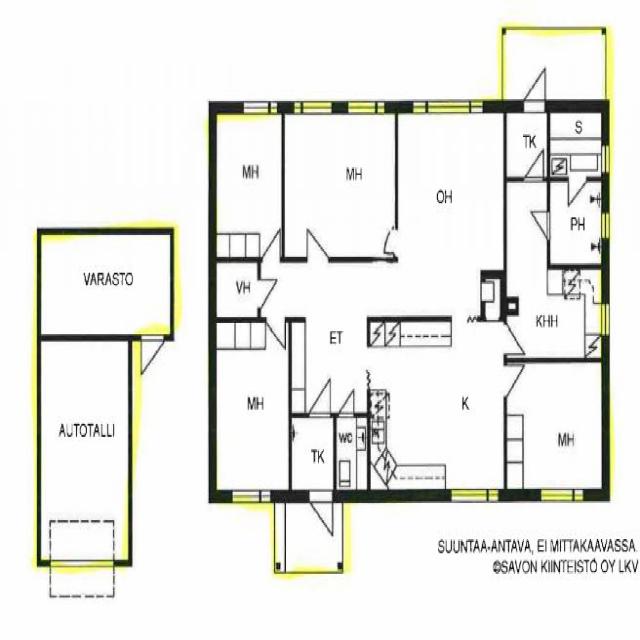 S
TK
MH
MH
OH
PH
VARASTO
VH
KHH
ET
MH
K
AUTOTALLI
WC
MH
TK
SUUNTAA-ANTAVA, EI MITTAKAAVASSA.
©SAVON KIINTEISTÖ OY LKV